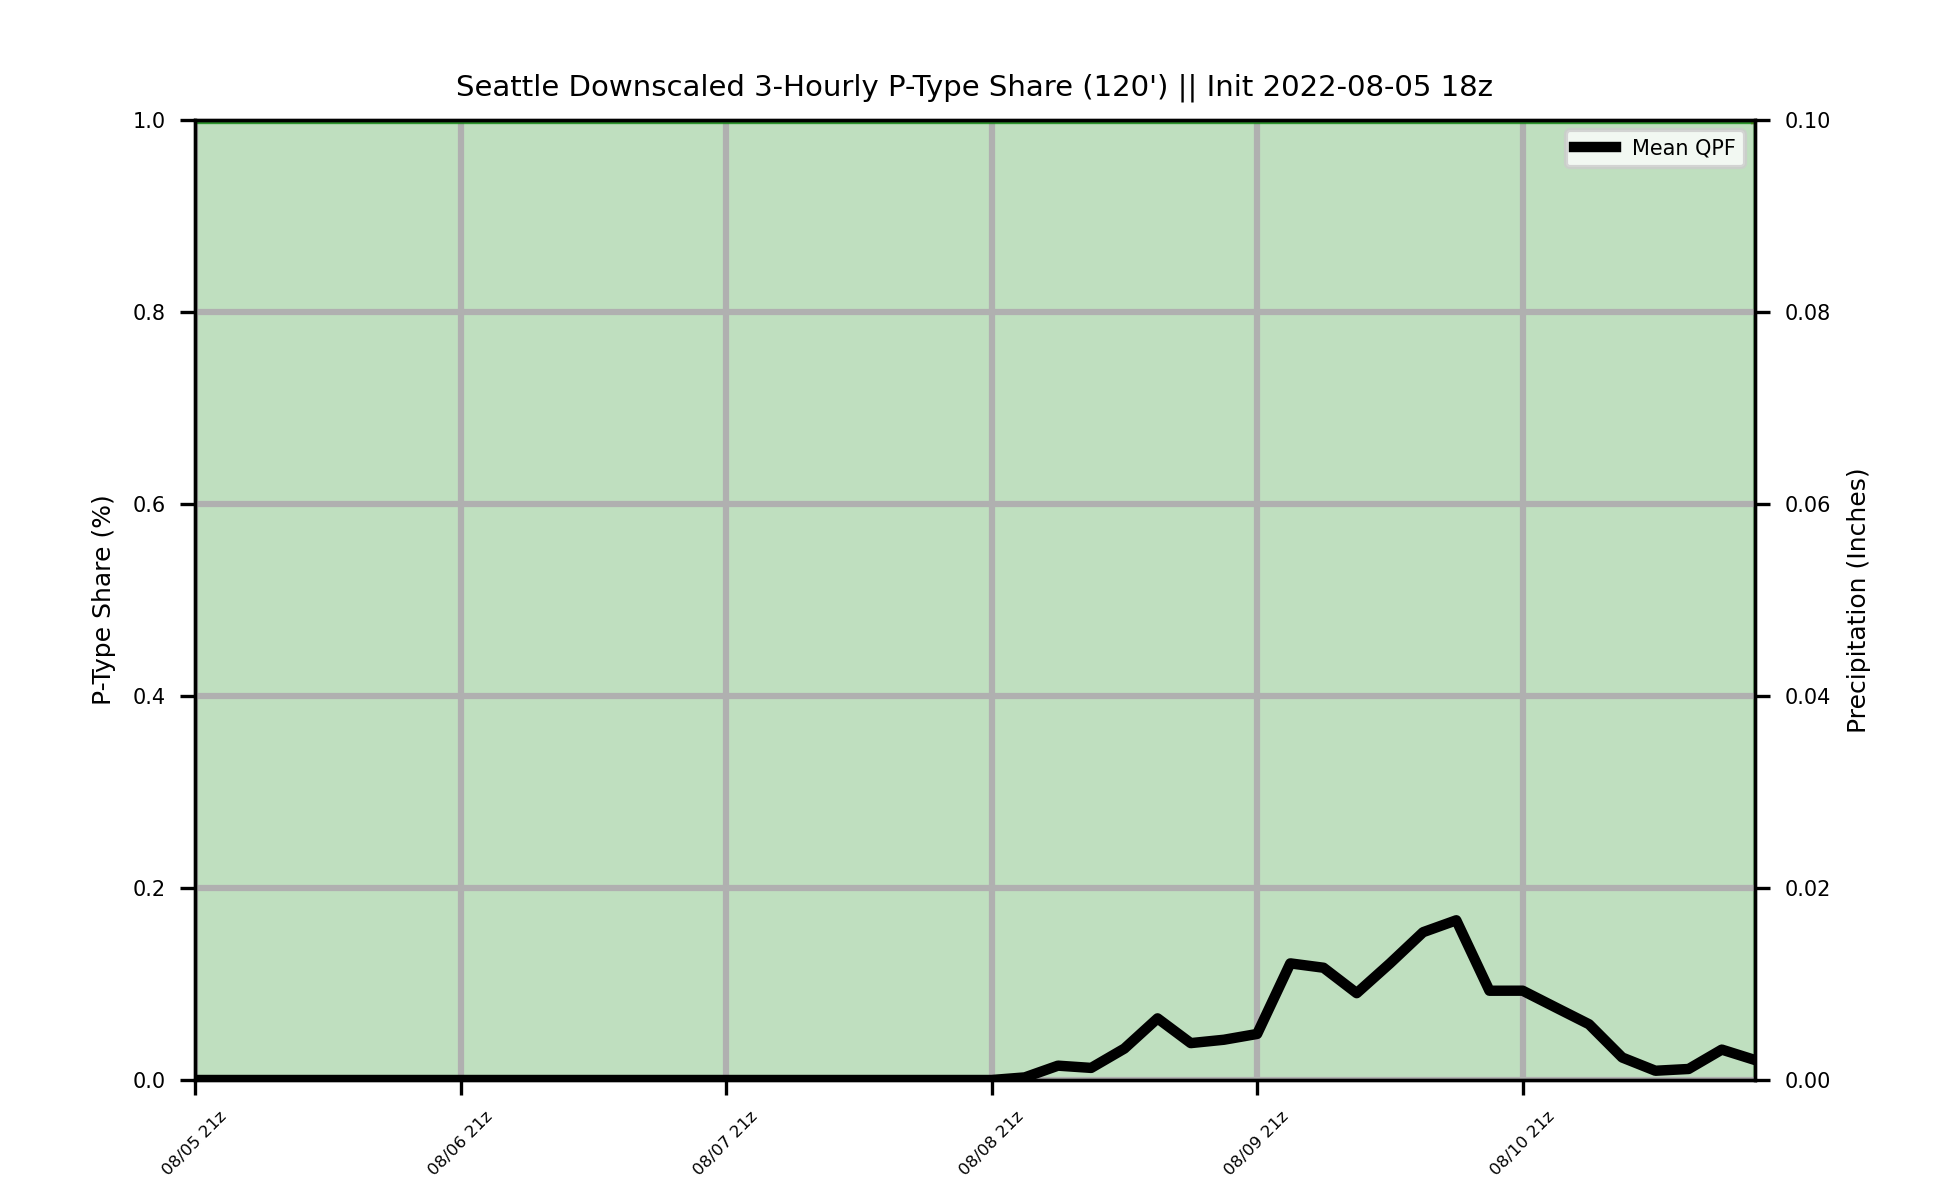 Seattle Downscaled 3-Hourly P-Type Share (120') || Init 2022-08-05 18z
Mean QPF
P-Type Share (%)
1.0
0.8
0.6
0.4
0.2
0.0
0.10
0.08
0.06
0.04
0.02
0.00
Precipitation (Inches)
08/05 21z
08/06 21z
08/07 21z
08/08 21z
08/09 21z
08/10 21z